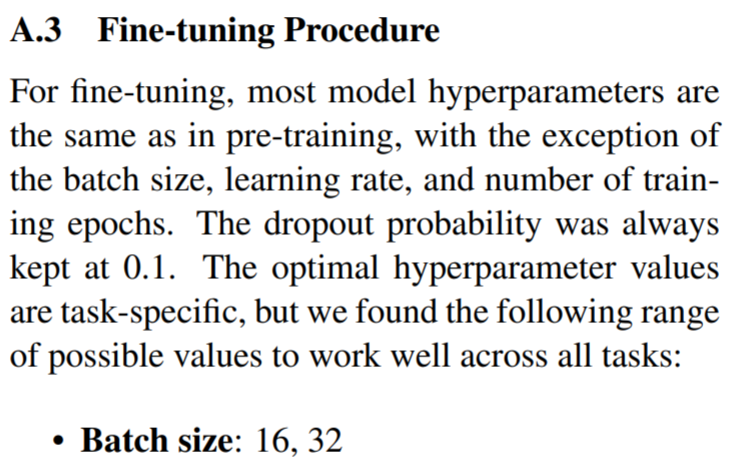 A.3 Fine-tuning Procedure
For fine-tuning, most model hyperparameters are
the same as in pre-training, with the exception of
the batch size, learning rate, and number of train-
ing epochs. The dropout probability was always
kept at 0.1. The optimal hyperparameter values
are task-specific, but we found the following range
of possible values to work well across all tasks:
• Batch size: 16, 32